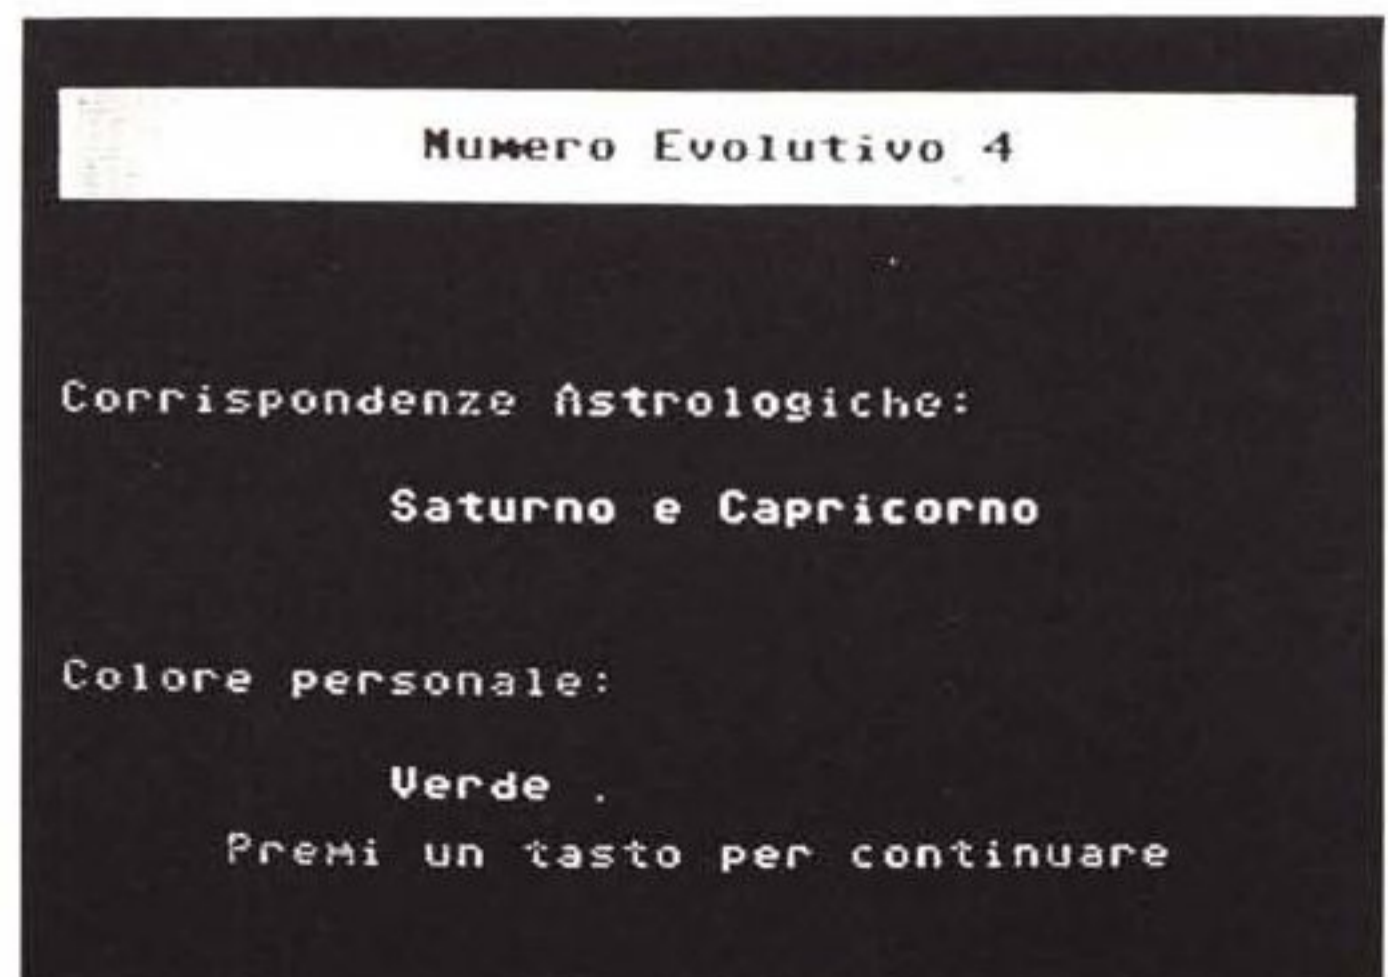 Numero Evolutivo 4
Corrispondenze Astrologiche:
Saturno e Capricorno
Colore personale:
Verde .
Premi un tasto per continuare